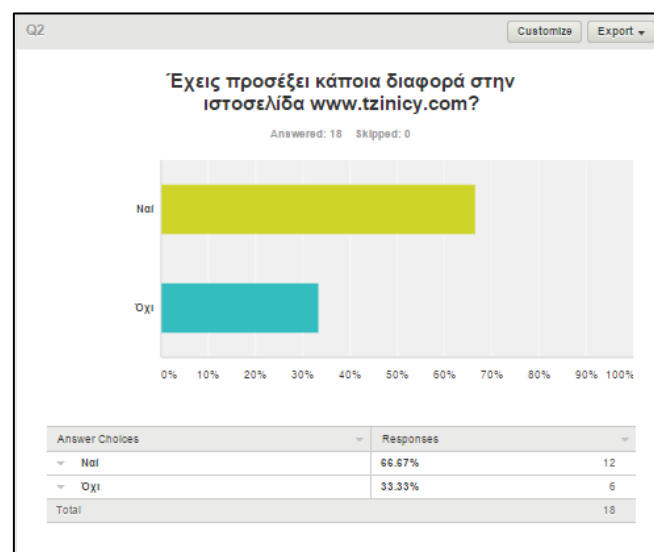 Q2 Customize Export
Έχεις προσέξει κάποια διαφορά στην
ιστοσελίδα www.tzinicy.com?
Answered: 18 Skipped: 0
Ναί
Όχι
0% 10% 20% 30% 40% 50% 60% 70% 80% 90% 100%
Answer Choices Responses
Ναί 66.67% 12
Όχι 33.33% 6
Total 18